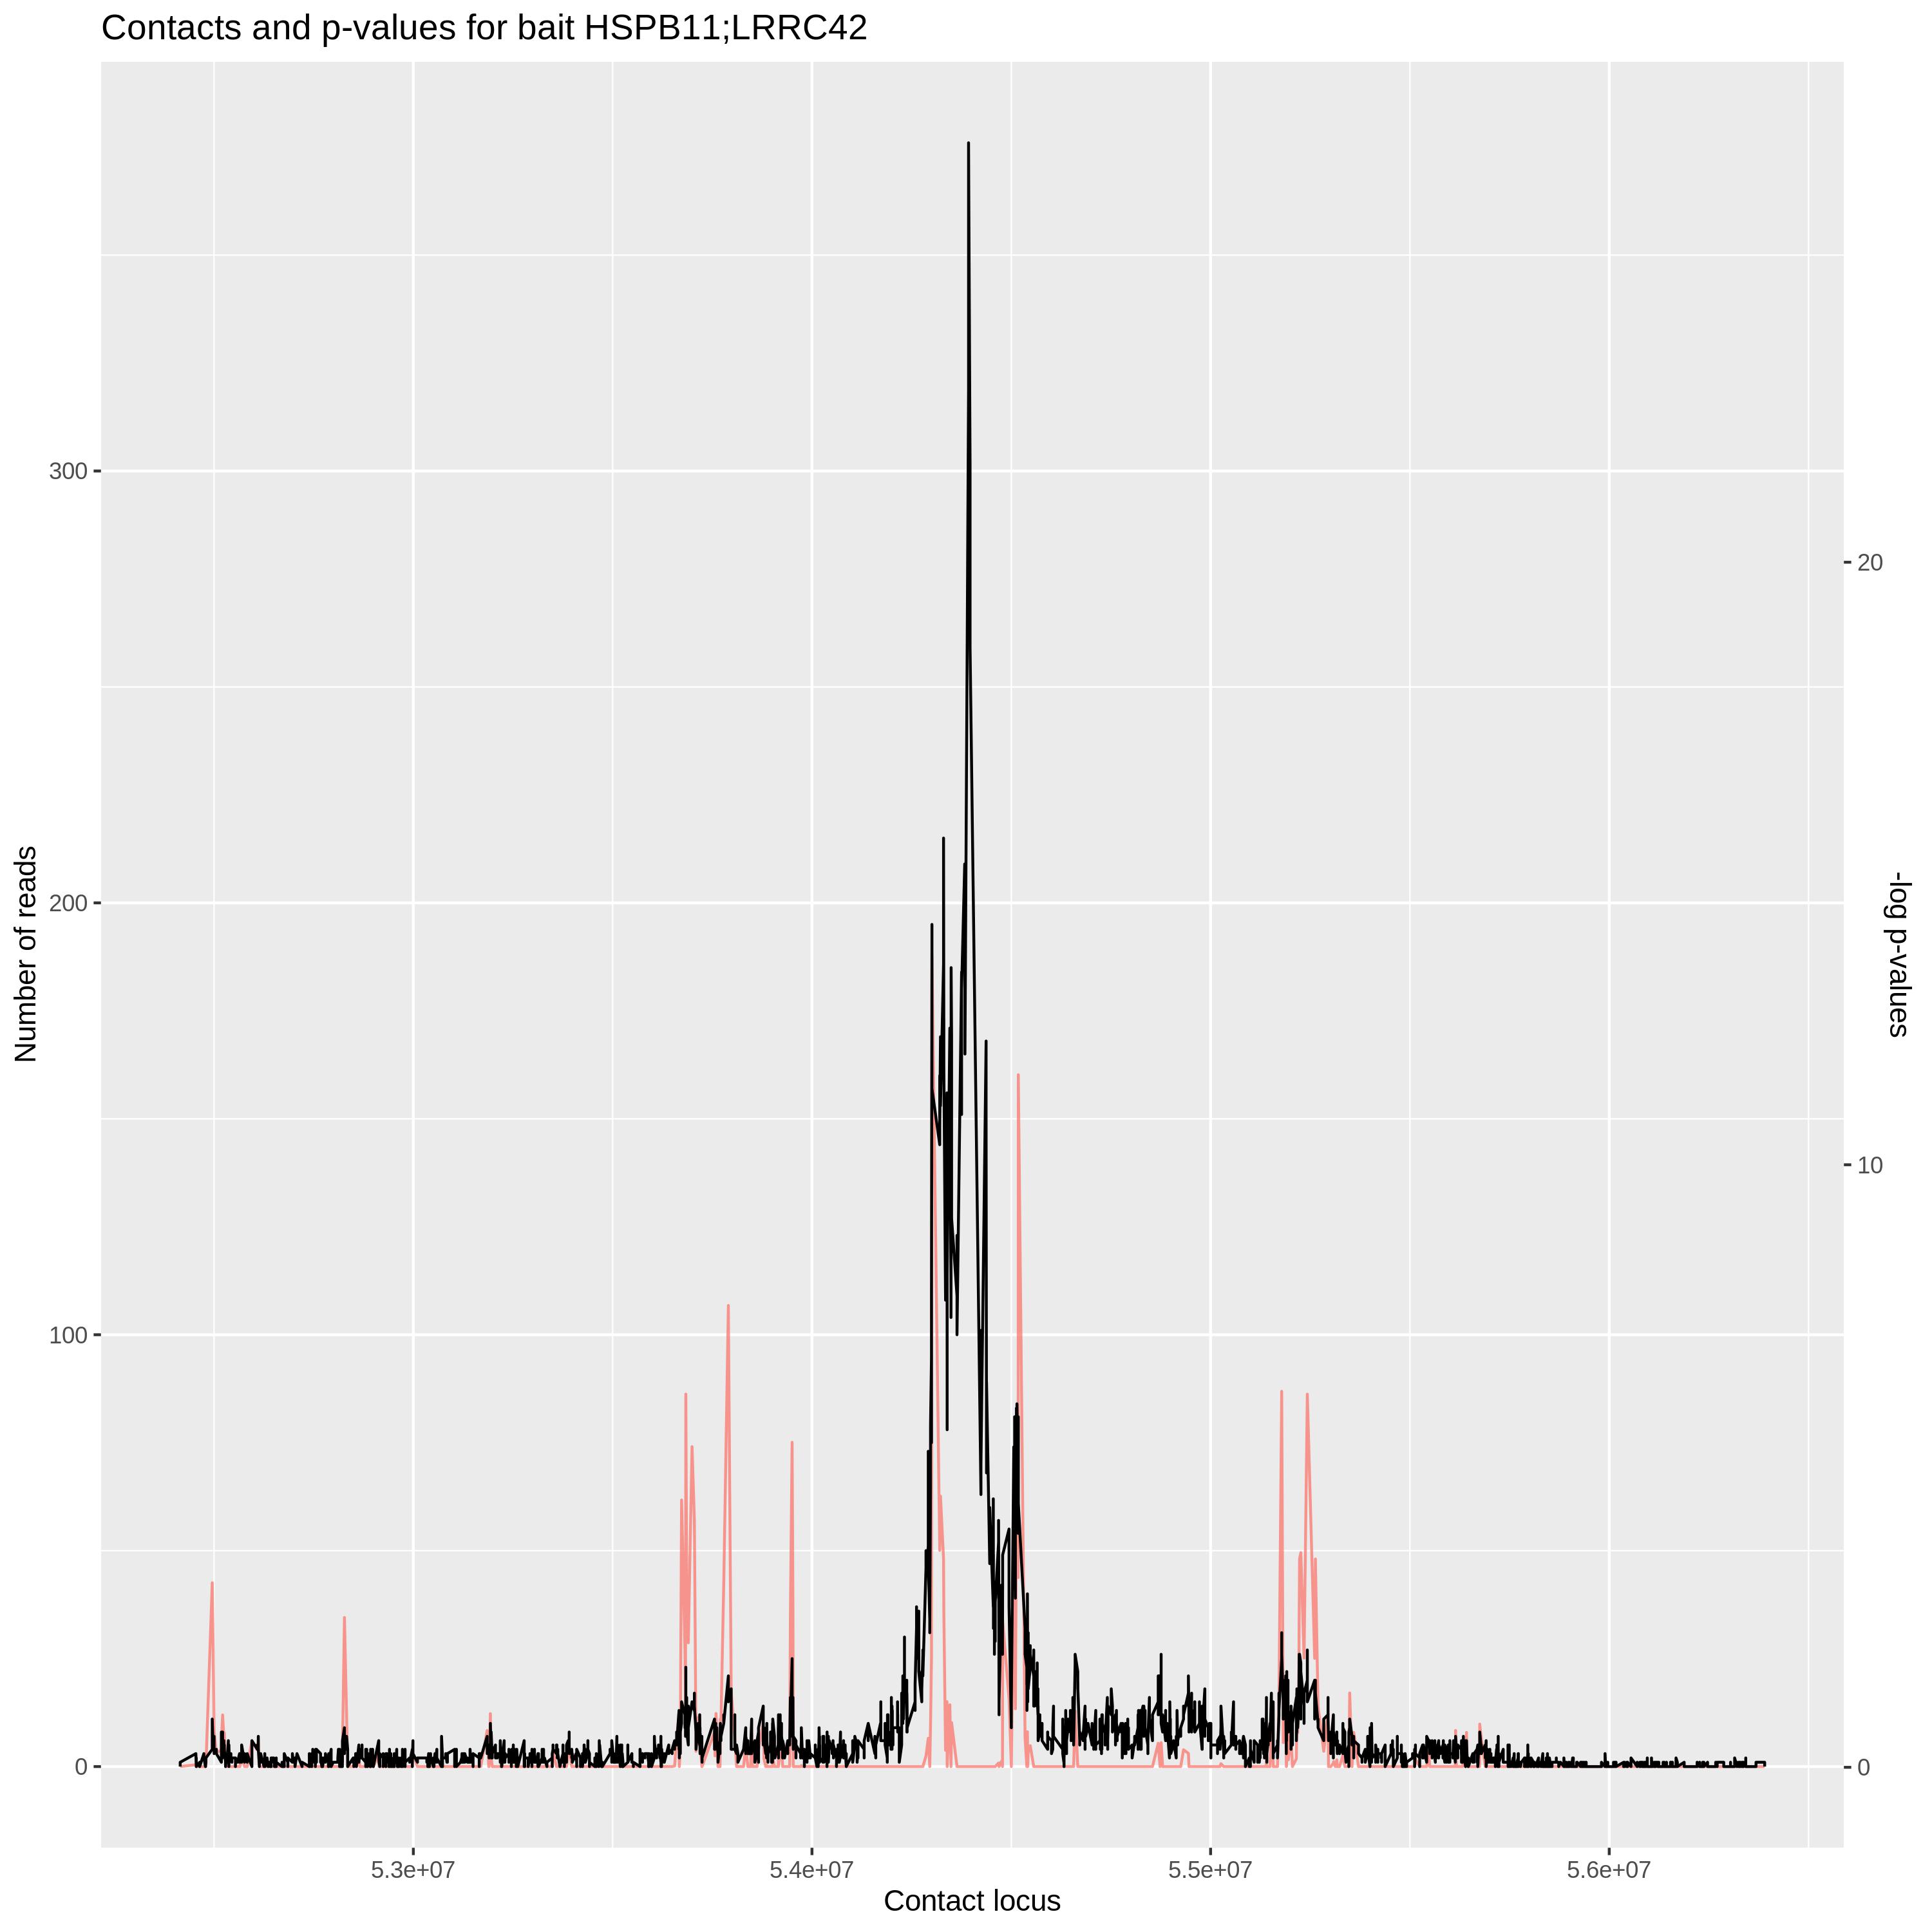 Contacts and p-values for bait HSPB11;LRRC42
Number of reads
300
200
100
0
20
10
0
-log p-values
5.3e+07
5.4e+07
5.5e+07
5.6e+07
Contact locus